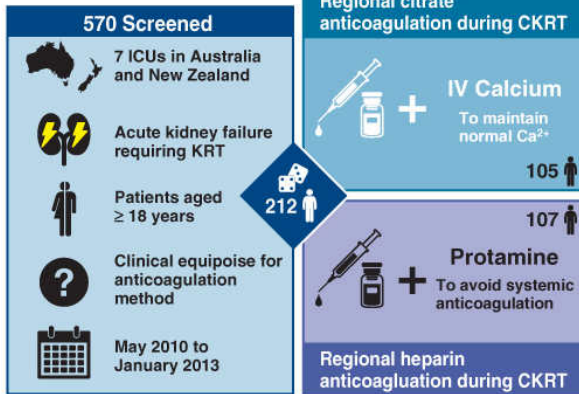 570 Screened
7 ICUs in Australia
and New Zealand
Acute kidney failure
requiring KRT
Patients aged
≥ 18 years
?
Clinical equipoise for
anticoagulation
method
May 2010 to
January 2013
212
Regional citrate
anticoagulation during CKRT
+
IV Calcium
To maintain
normal Ca²⁺
105
107
+
Protamine
To avoid systemic
anticoagulation
Regional heparin
anticoagluation during CKRT